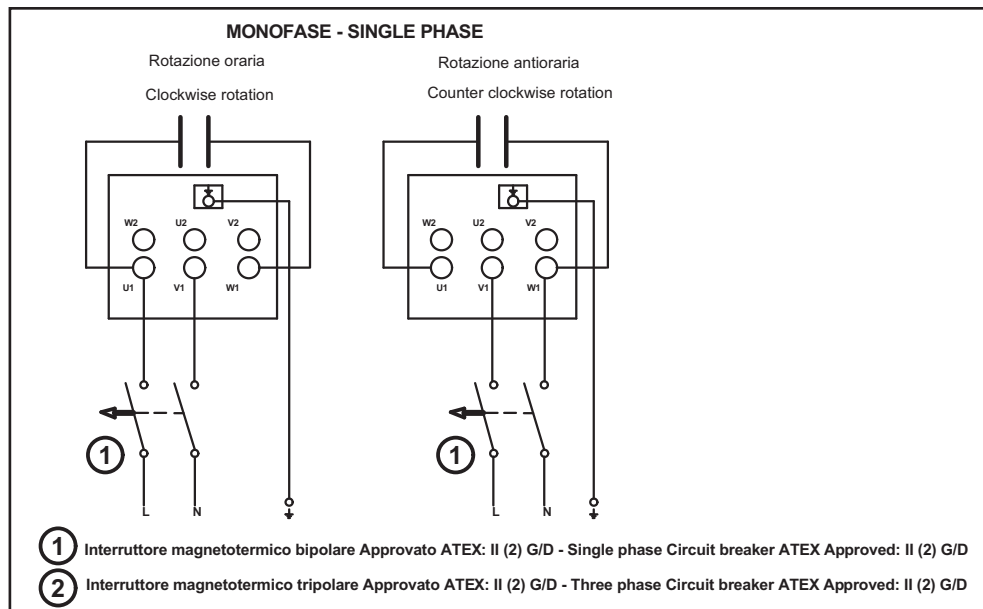 MONOFASE - SINGLE PHASE
Rotazione oraria
Clockwise rotation
Rotazione antioraria
Counter clockwise rotation
W2 U2 V2
U1 V1 W1
W2 U2 V2
U1 V1 W1
1
1
L N
L N
1 Interruttore magnetotermico bipolare Approvato ATEX: II (2) G/D - Single phase Circuit breaker ATEX Approved: II (2) G/D
2 Interruttore magnetotermico tripolare Approvato ATEX: II (2) G/D - Three phase Circuit breaker ATEX Approved: II (2) G/D